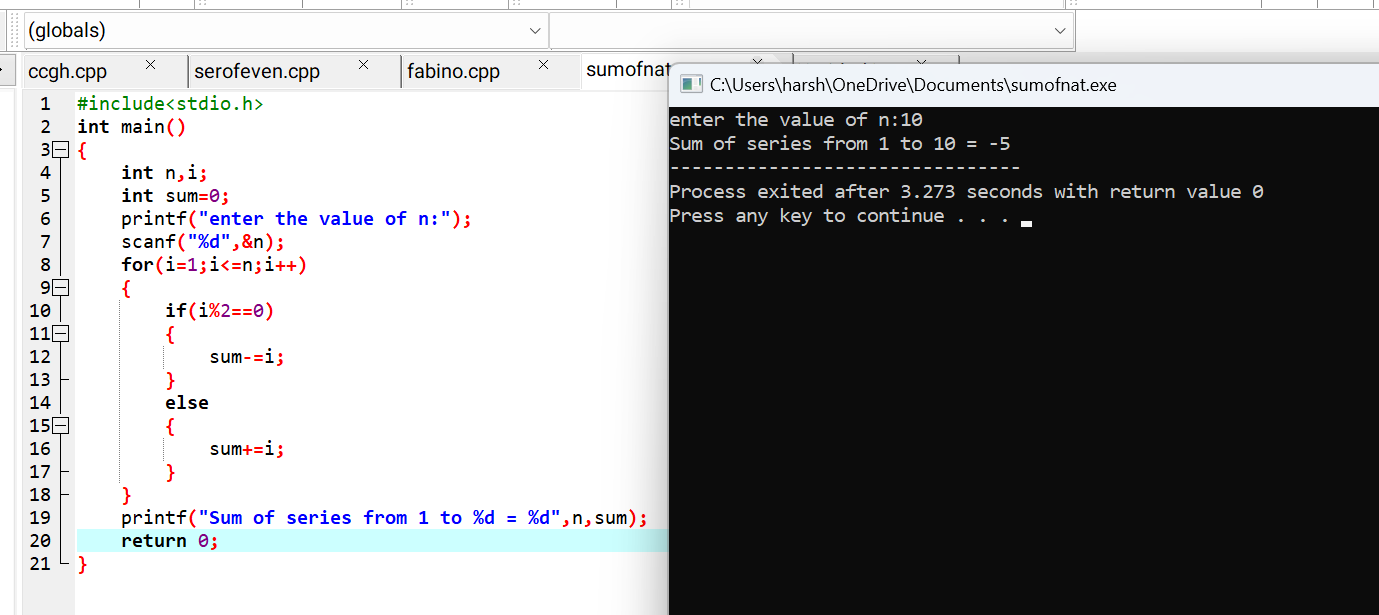 (globals)
ccgh.cpp
serofeven.cpp
fabino.cpp
sumofnat
C:\Users\harsh\OneDrive\Documents\sumofnat.exe
1 #include<stdio.h>
2 int main()
3 {
4 int n,i;
5 int sum=0;
6 printf("enter the value of n:");
7 scanf("%d",&n);
8 for(i=1;i<=n;i++)
9 {
10 if(i%2==0)
11 {
12 sum-=i;
13 }
14 else
15 {
16 sum+=i;
17 }
18 }
19 printf("Sum of series from 1 to %d = %d",n,sum);
20 return 0;
21 }
enter the value of n:10
Sum of series from 1 to 10 = -5
--------------------------------
Process exited after 3.273 seconds with return value 0
Press any key to continue . . .